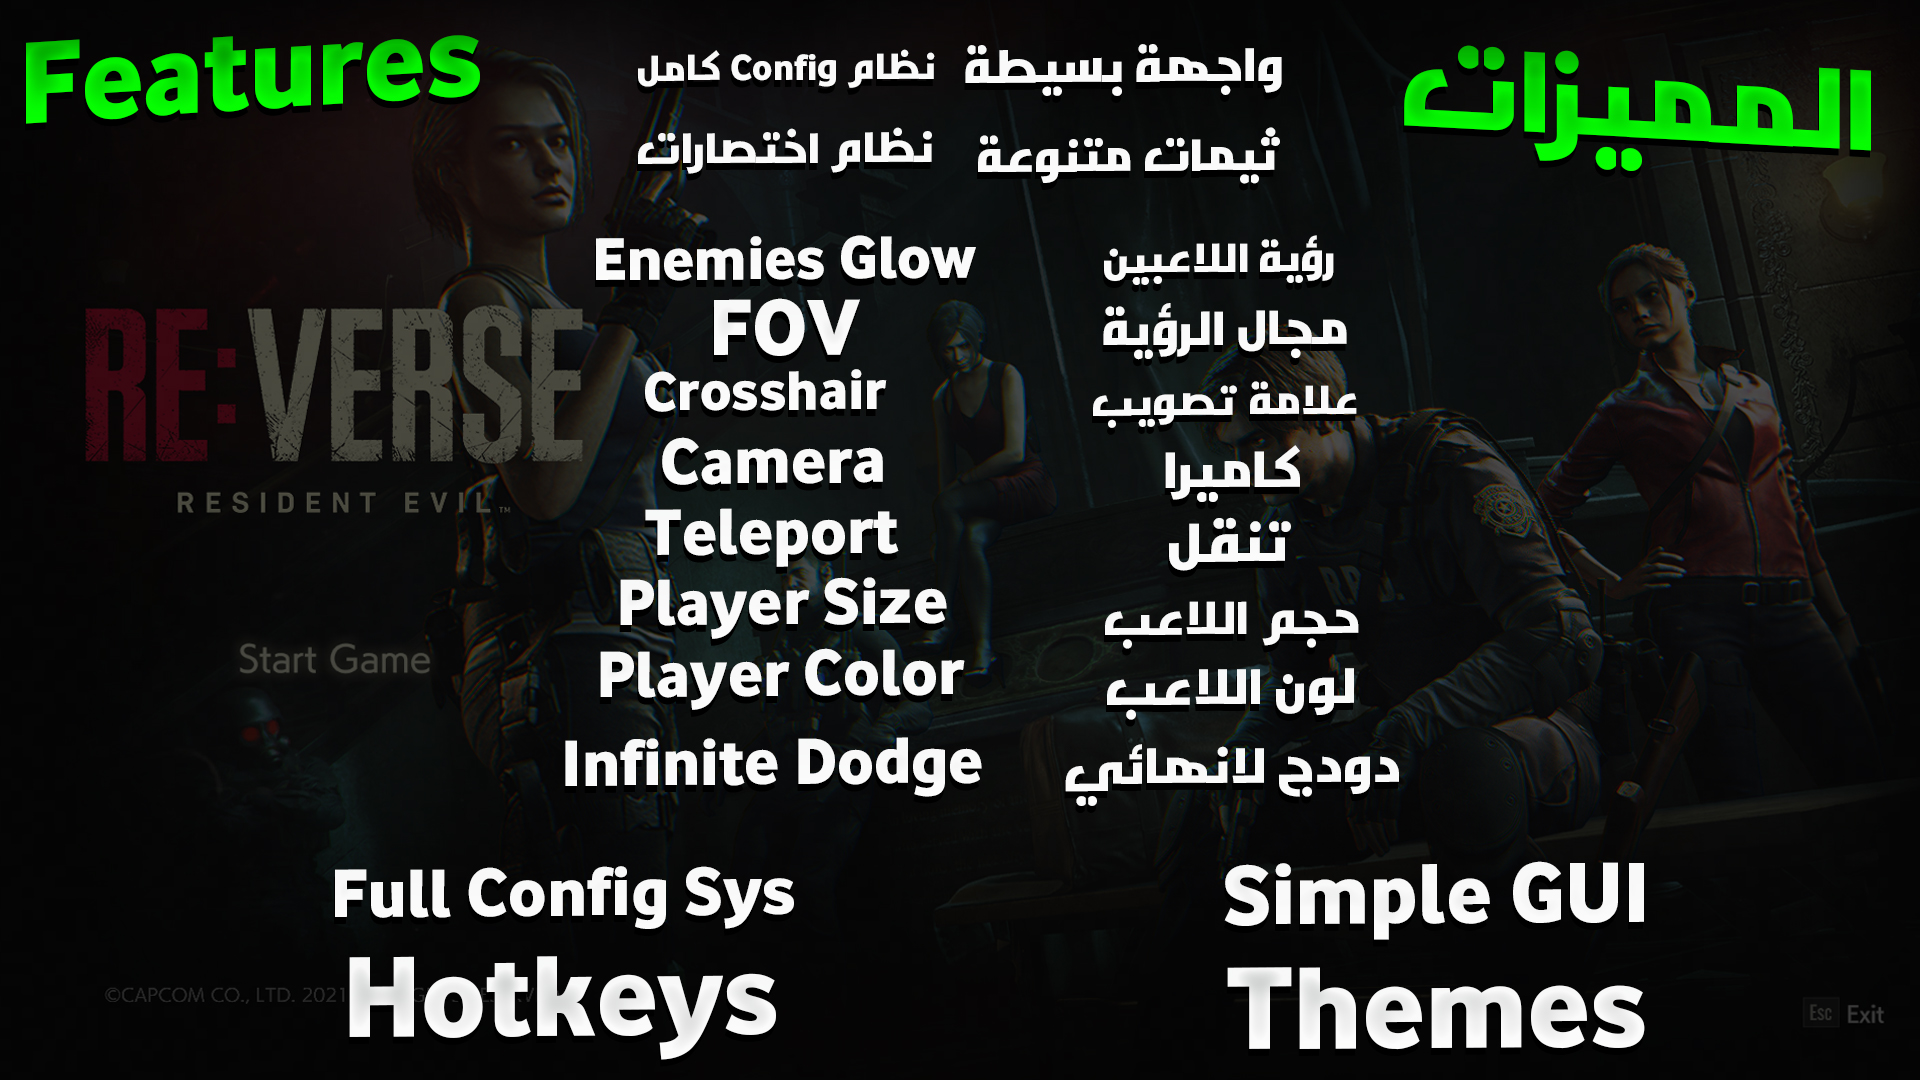 Features
نظام Config كامل
واجهة بسيطة
المميزات
نظام اختصارات
ثيمات متنوعة
Enemies Glow
رؤية اللاعبين
FOV
مجال الرؤية
Crosshair
علامة تصويب
Camera
كاميرا
Teleport
تنقل
Player Size
حجم اللاعب
Player Color
لون اللاعب
Infinite Dodge
دودج لانهائي
RE:VERSE
RESIDENT EVIL™
Start Game
R.P.
Full Config Sys
Simple GUI
Hotkeys
Themes
©CAPCOM CO., LTD. 2021
Esc Exit